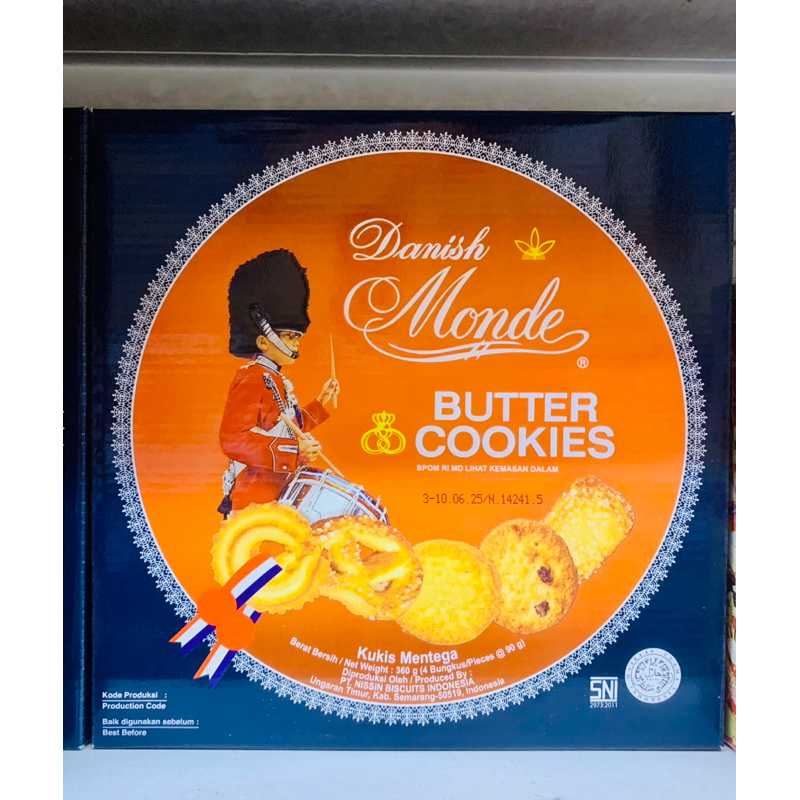 Danish
Monde
®
BUTTER
COOKIES
BPOM RI MD LIHAT KEMASAN DALAM
3-10.06.25/N.14241.5
Kukis Mentega
Berat Bersih / Net Weight : 360 g (4 Bungkus/Pieces @ 90 g)
Diproduksi Oleh / Produced By :
PT. NISSIN BISCUITS INDONESIA
Ungaran Timur, Kab. Semarang-50519, Indonesia
Kode Produksi :
Production Code
Baik digunakan sebelum :
Best Before
SNI
2973:2011